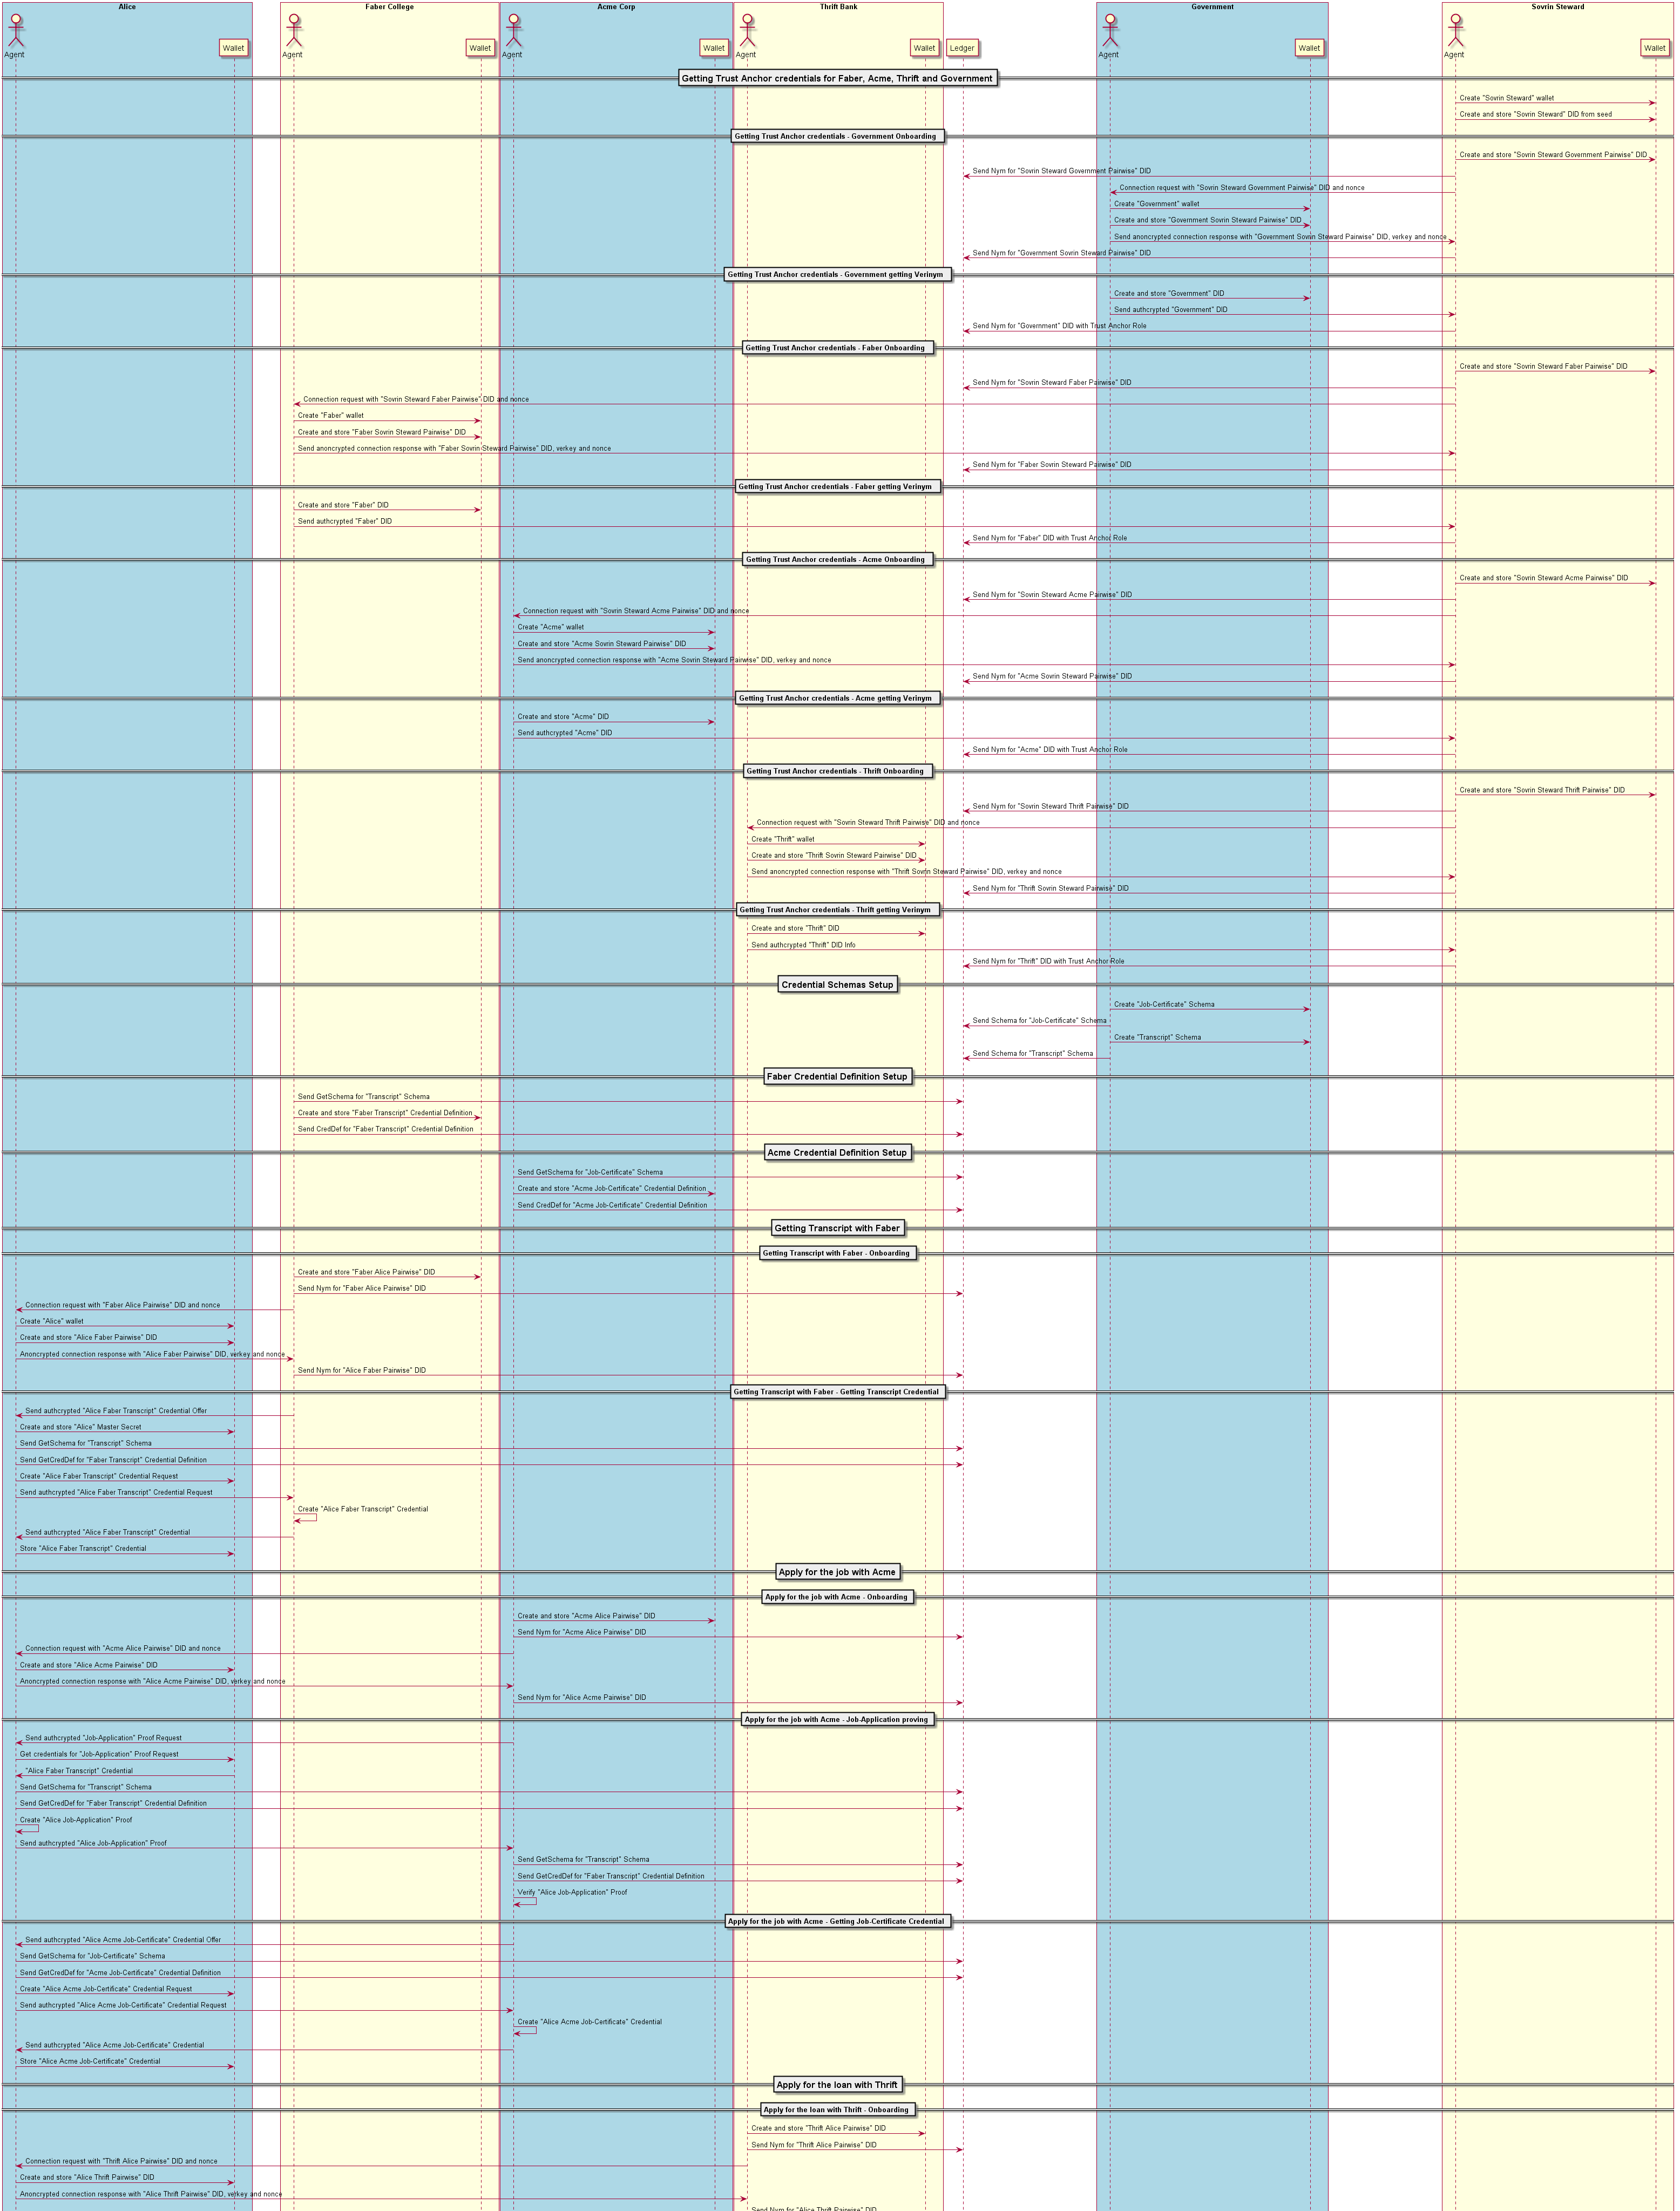 Alice
Faber College
Acme Corp
Thrift Bank
Government
Sovrin Steward
Agent
Wallet
Agent
Wallet
Agent
Wallet
Agent
Wallet
Ledger
Agent
Wallet
Agent
Wallet
Getting Trust Anchor credentials for Faber, Acme, Thrift and Government
Create "Sovrin Steward" wallet
Create and store "Sovrin Steward" DID from seed
Getting Trust Anchor credentials - Government Onboarding
Create and store "Sovrin Steward Government Pairwise" DID
Send Nym for "Sovrin Steward Government Pairwise" DID
Connection request with "Sovrin Steward Government Pairwise" DID and nonce
Create "Government" wallet
Create and store "Government Sovrin Steward Pairwise" DID
Send anoncrypted connection response with "Government Sovrin Steward Pairwise" DID, verkey and nonce
Send Nym for "Government Sovrin Steward Pairwise" DID
Getting Trust Anchor credentials - Government getting Verinym
Create and store "Government" DID
Send authcrypted "Government" DID
Send Nym for "Government" DID with Trust Anchor Role
Getting Trust Anchor credentials - Faber Onboarding
Create and store "Sovrin Steward Faber Pairwise" DID
Send Nym for "Sovrin Steward Faber Pairwise" DID
Connection request with "Sovrin Steward Faber Pairwise" DID and nonce
Create "Faber" wallet
Create and store "Faber Sovrin Steward Pairwise" DID
Send anoncrypted connection response with "Faber Sovrin Steward Pairwise" DID, verkey and nonce
Send Nym for "Faber Sovrin Steward Pairwise" DID
Getting Trust Anchor credentials - Faber getting Verinym
Create and store "Faber" DID
Send authcrypted "Faber" DID
Send Nym for "Faber" DID with Trust Anchor Role
Getting Trust Anchor credentials - Acme Onboarding
Create and store "Sovrin Steward Acme Pairwise" DID
Send Nym for "Sovrin Steward Acme Pairwise" DID
Connection request with "Sovrin Steward Acme Pairwise" DID and nonce
Create "Acme" wallet
Create and store "Acme Sovrin Steward Pairwise" DID
Send anoncrypted connection response with "Acme Sovrin Steward Pairwise" DID, verkey and nonce
Send Nym for "Acme Sovrin Steward Pairwise" DID
Getting Trust Anchor credentials - Acme getting Verinym
Create and store "Acme" DID
Send authcrypted "Acme" DID
Send Nym for "Acme" DID with Trust Anchor Role
Getting Trust Anchor credentials - Thrift Onboarding
Create and store "Sovrin Steward Thrift Pairwise" DID
Send Nym for "Sovrin Steward Thrift Pairwise" DID
Connection request with "Sovrin Steward Thrift Pairwise" DID and nonce
Create "Thrift" wallet
Create and store "Thrift Sovrin Steward Pairwise" DID
Send anoncrypted connection response with "Thrift Sovrin Steward Pairwise" DID, verkey and nonce
Send Nym for "Thrift Sovrin Steward Pairwise" DID
Getting Trust Anchor credentials - Thrift getting Verinym
Create and store "Thrift" DID
Send authcrypted "Thrift" DID Info
Send Nym for "Thrift" DID with Trust Anchor Role
Credential Schemas Setup
Create "Job-Certificate" Schema
Send Schema for "Job-Certificate" Schema
Create "Transcript" Schema
Send Schema for "Transcript" Schema
Faber Credential Definition Setup
Send GetSchema for "Transcript" Schema
Create and store "Faber Transcript" Credential Definition
Send CredDef for "Faber Transcript" Credential Definition
Acme Credential Definition Setup
Send GetSchema for "Job-Certificate" Schema
Create and store "Acme Job-Certificate" Credential Definition
Send CredDef for "Acme Job-Certificate" Credential Definition
Getting Transcript with Faber
Getting Transcript with Faber - Onboarding
Create and store "Faber Alice Pairwise" DID
Send Nym for "Faber Alice Pairwise" DID
Connection request with "Faber Alice Pairwise" DID and nonce
Create "Alice" wallet
Create and store "Alice Faber Pairwise" DID
Anoncrypted connection response with "Alice Faber Pairwise" DID, verkey and nonce
Send Nym for "Alice Faber Pairwise" DID
Getting Transcript with Faber - Getting Transcript Credential
Send authcrypted "Alice Faber Transcript" Credential Offer
Create and store "Alice" Master Secret
Send GetSchema for "Transcript" Schema
Send GetCredDef for "Faber Transcript" Credential Definition
Create "Alice Faber Transcript" Credential Request
Send authcrypted "Alice Faber Transcript" Credential Request
Create "Alice Faber Transcript" Credential
Send authcrypted "Alice Faber Transcript" Credential
Store "Alice Faber Transcript" Credential
Apply for the job with Acme
Apply for the job with Acme - Onboarding
Create and store "Acme Alice Pairwise" DID
Send Nym for "Acme Alice Pairwise" DID
Connection request with "Acme Alice Pairwise" DID and nonce
Create and store "Alice Acme Pairwise" DID
Anoncrypted connection response with "Alice Acme Pairwise" DID, verkey and nonce
Send Nym for "Alice Acme Pairwise" DID
Apply for the job with Acme - Job-Application proving
Send authcrypted "Job-Application" Proof Request
Get credentials for "Job-Application" Proof Request
"Alice Faber Transcript" Credential
Send GetSchema for "Transcript" Schema
Send GetCredDef for "Faber Transcript" Credential Definition
Create "Alice Job-Application" Proof
Send authcrypted "Alice Job-Application" Proof
Send GetSchema for "Transcript" Schema
Send GetCredDef for "Faber Transcript" Credential Definition
Verify "Alice Job-Application" Proof
Apply for the job with Acme - Getting Job-Certificate Credential
Send authcrypted "Alice Acme Job-Certificate" Credential Offer
Send GetSchema for "Job-Certificate" Schema
Send GetCredDef for "Acme Job-Certificate" Credential Definition
Create "Alice Acme Job-Certificate" Credential Request
Send authcrypted "Alice Acme Job-Certificate" Credential Request
Create "Alice Acme Job-Certificate" Credential
Send authcrypted "Alice Acme Job-Certificate" Credential
Store "Alice Acme Job-Certificate" Credential
Apply for the loan with Thrift
Apply for the loan with Thrift - Onboarding
Create and store "Thrift Alice Pairwise" DID
Send Nym for "Thrift Alice Pairwise" DID
Connection request with "Thrift Alice Pairwise" DID and nonce
Create and store "Alice Thrift Pairwise" DID
Anoncrypted connection response with "Alice Thrift Pairwise" DID, verkey and nonce
Send Nym for "Alice Thrift Pairwise" DID